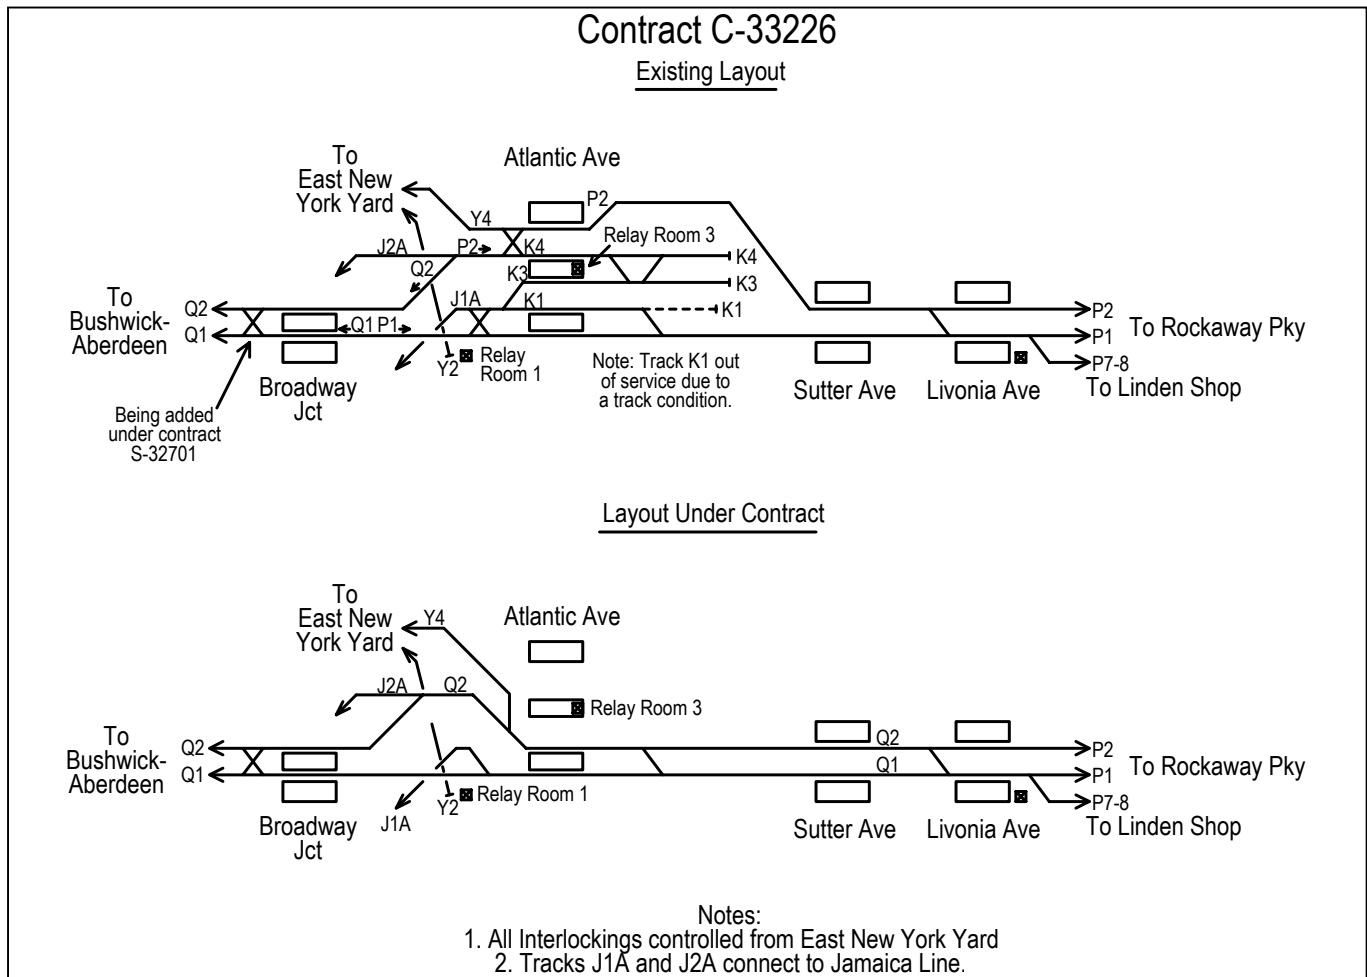 Contract C-33226
Existing Layout
To
East New
York Yard
Atlantic Ave
Y4
P2
Relay Room 3
J2A
P2
K4
K4
Q2
K3
K3
To
Bushwick-
Aberdeen
J1A
K1
K1
Q2
Q1
Q1 P1
P2
P1
To Rockaway Pky
Y2
Relay
Room 1
Note: Track K1 out
of service due to
a track condition.
P7-8
To Linden Shop
Broadway
Jct
Sutter Ave
Livonia Ave
Being added
under contract
S-32701
Layout Under Contract
To
East New
York Yard
Y4
Atlantic Ave
J2A
Q2
Relay Room 3
To
Bushwick-
Aberdeen
Q2
Q1
Q2
Q1
P2
P1
To Rockaway Pky
Y2
Relay Room 1
P7-8
To Linden Shop
J1A
Broadway
Jct
Sutter Ave
Livonia Ave
Notes:
1. All Interlockings controlled from East New York Yard
2. Tracks J1A and J2A connect to Jamaica Line.